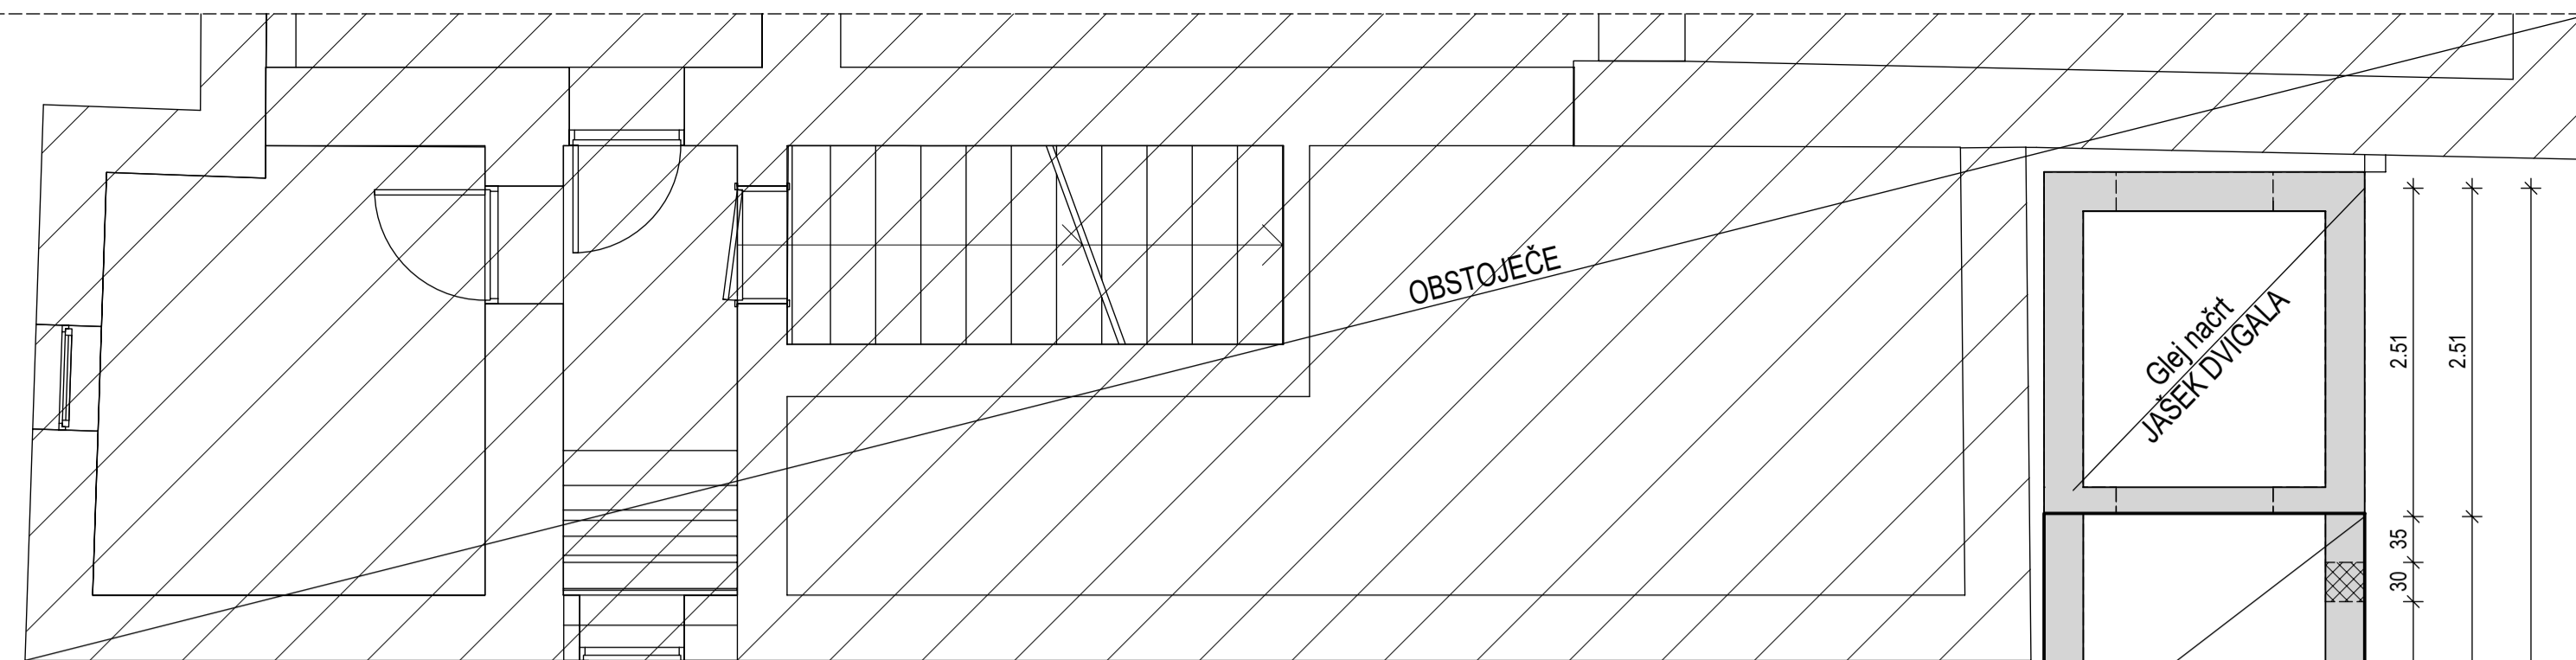 OBSTOJEČE
Glej načrt
JAŠEK DVIGALA
2.51
2.51
35
30